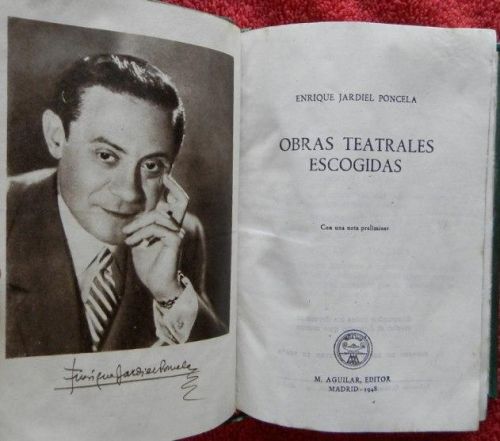 Enrique Jardiel Poncela
ENRIQUE JARDIEL PONCELA
OBRAS TEATRALES
ESCOGIDAS
Con una nota preliminar
M. AGUILAR, EDITOR
MADRID - 1948